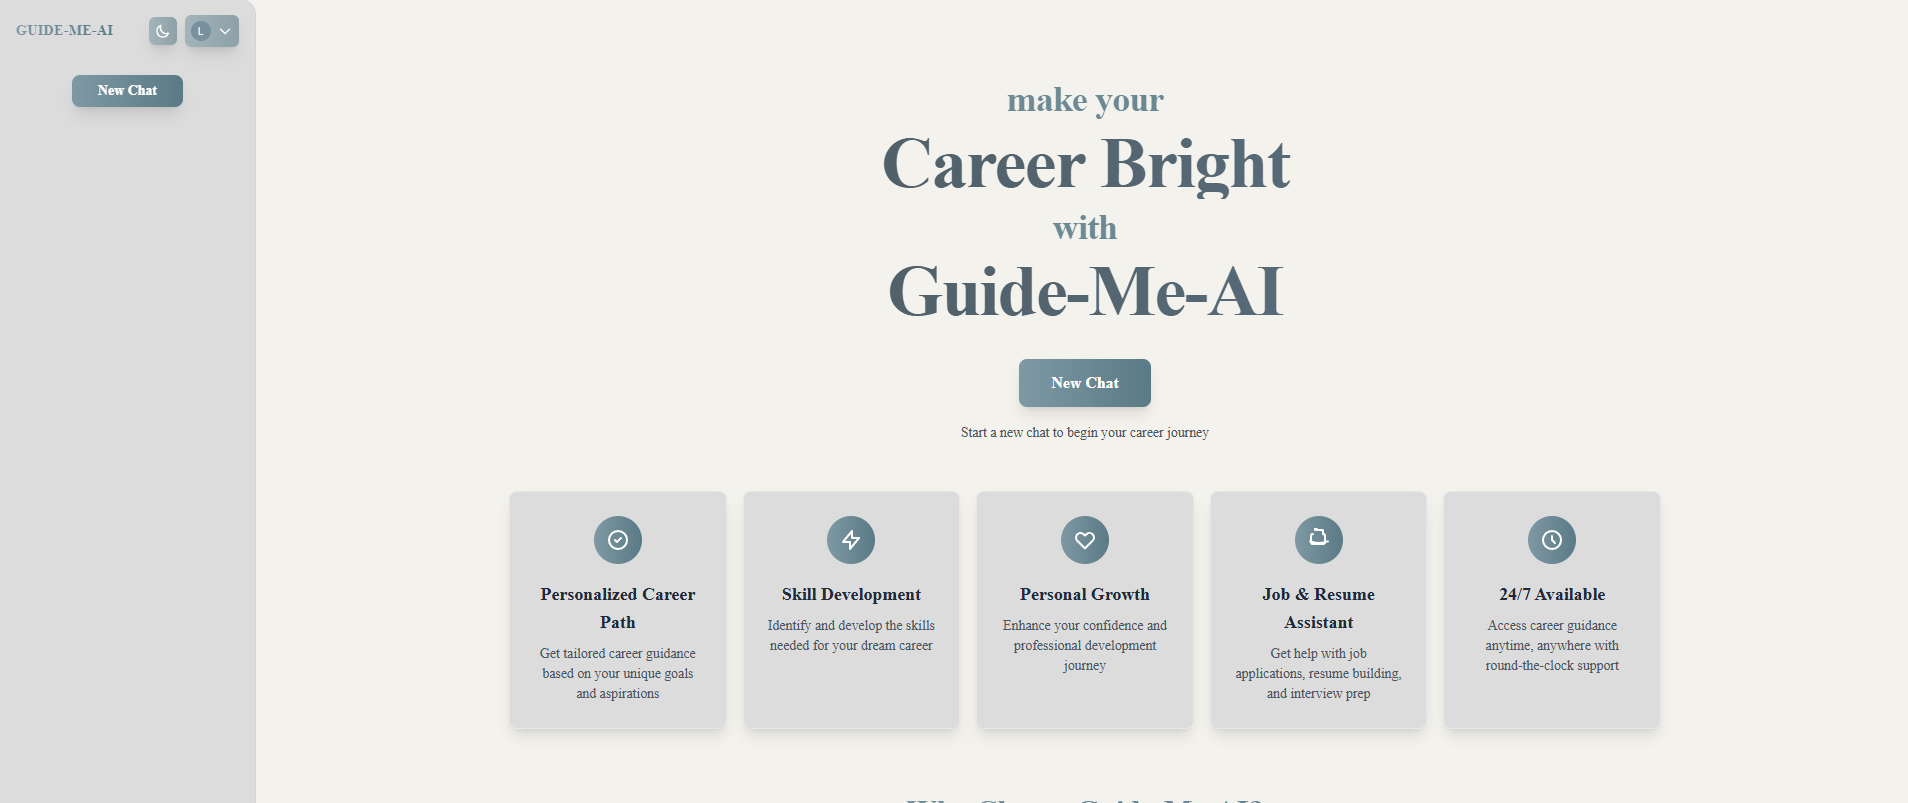 GUIDE-ME-AI
L
New Chat
make your
Career Bright
with
Guide-Me-AI
New Chat
Start a new chat to begin your career journey
Personalized Career
Path
Get tailored career guidance
based on your unique goals
and aspirations
Skill Development
Identify and develop the skills
needed for your dream career
Personal Growth
Enhance your confidence and
professional development
journey
Job & Resume
Assistant
Get help with job
applications, resume building,
and interview prep
24/7 Available
Access career guidance
anytime, anywhere with
round-the-clock support